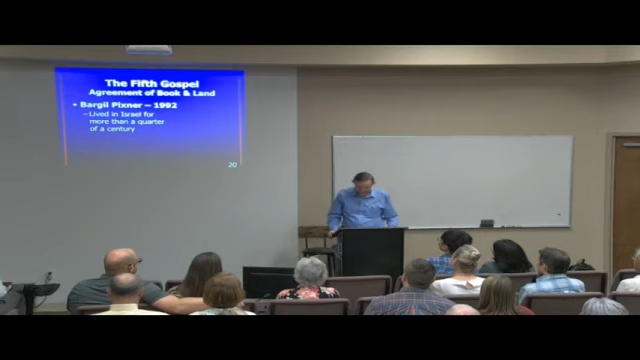 The Fifth Gospel
Agreement of Book & Land
• Bargil Pixner – 1992
– Lived in Israel for
more than a quarter
of a century
20